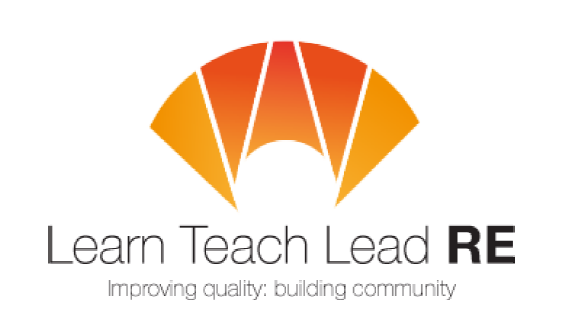 Learn Teach Lead RE
Improving quality: building community